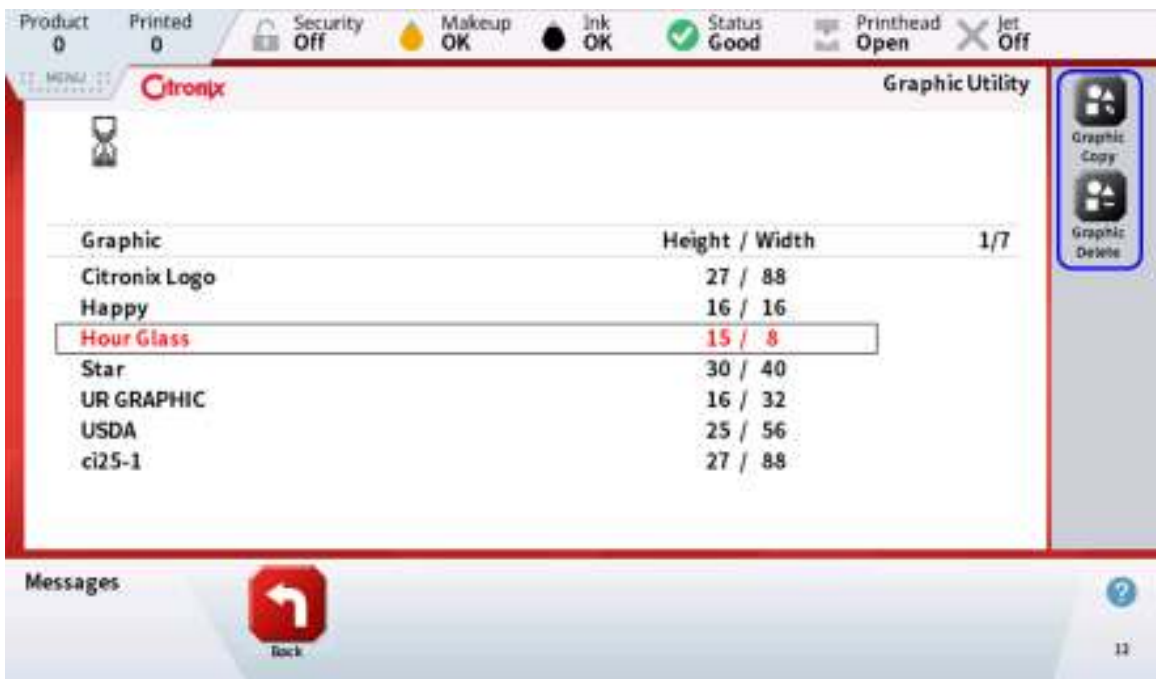 Product Printed Security Makeup Ink Status Printhead Jet
0 0 Off OK OK Good Open Off
MENU Citronix Graphic Utility
Graphic Copy
Graphic Delete
Graphic Height / Width 1/7
Citronix Logo 27 / 88
Happy 16 / 16
Hour Glass 15 / 8
Star 30 / 40
UR GRAPHIC 16 / 32
USDA 25 / 56
ci25-1 27 / 88
Messages
Back
?